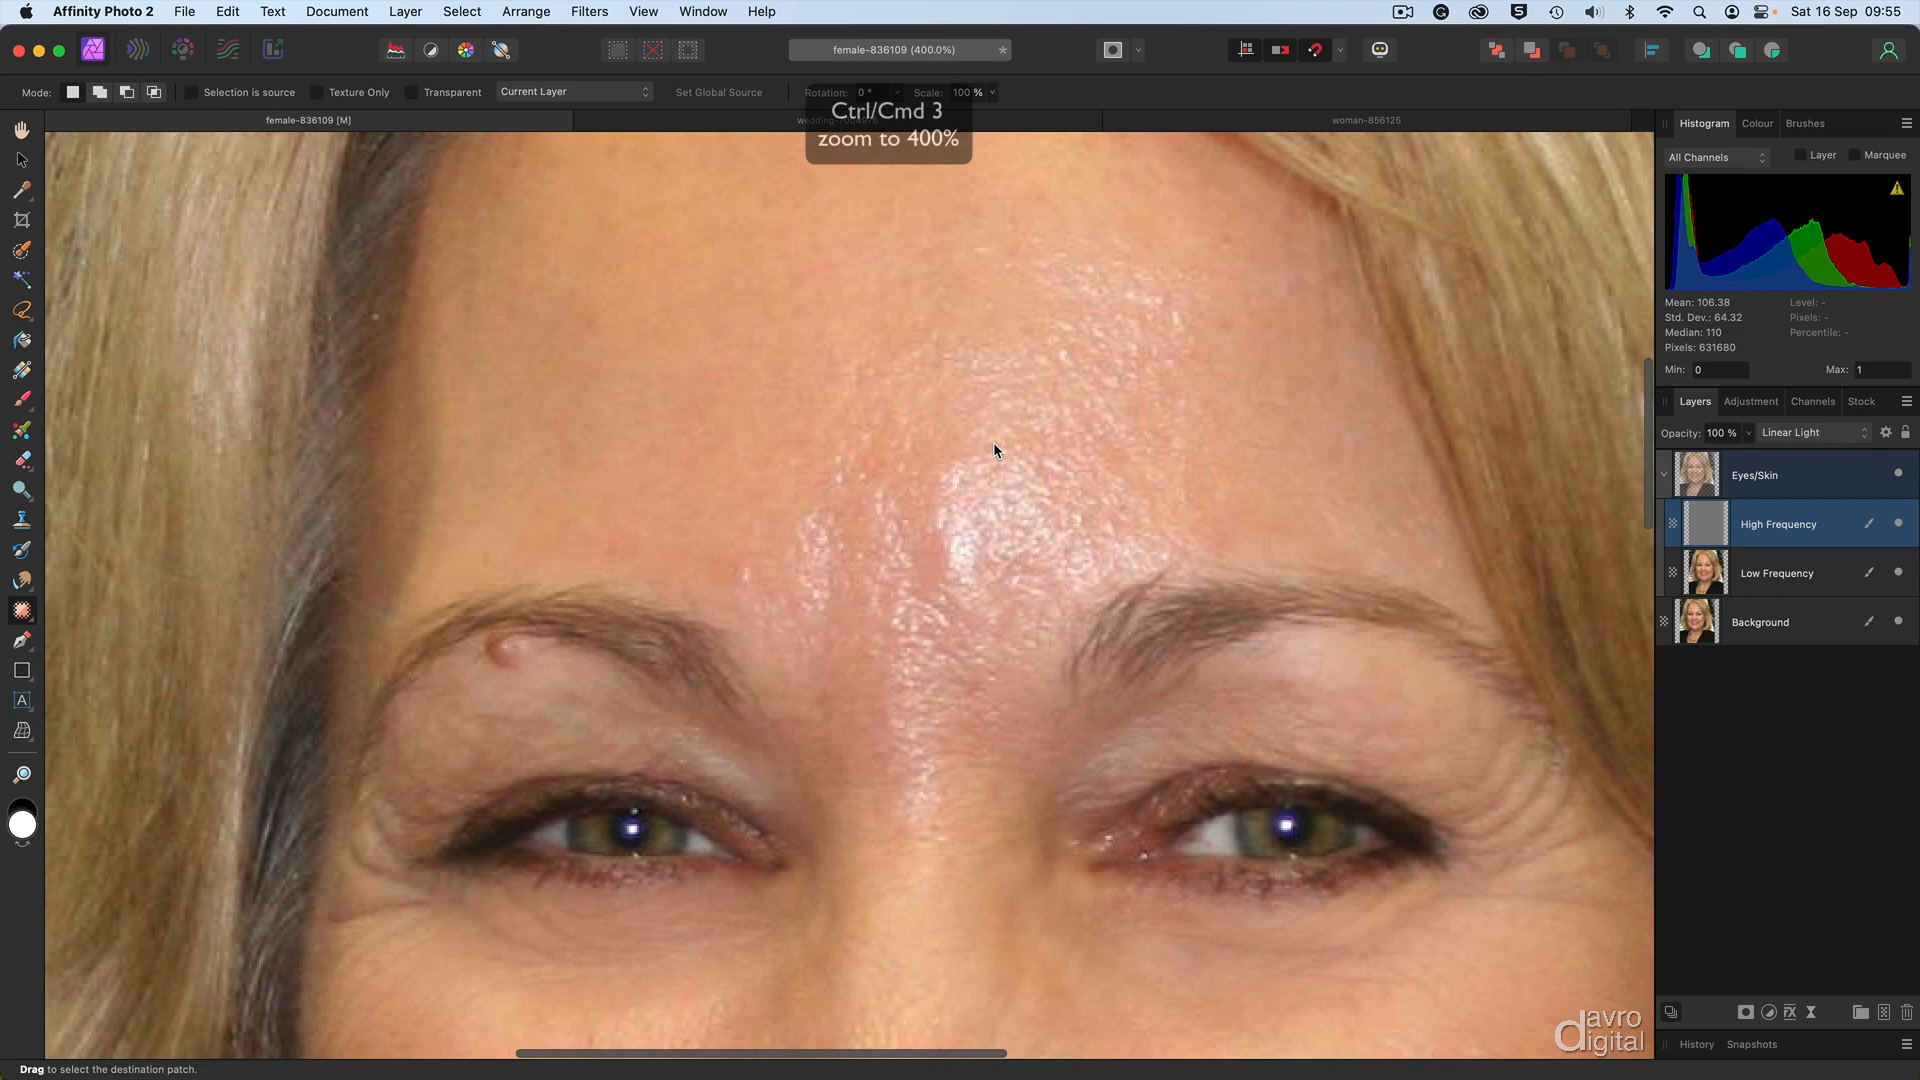 Affinity Photo 2 File Edit Text Document Layer Select Arrange Filters View Window Help Sat 16 Sep 09:55
female-836109 (400.0%)
Mode: Selection is source Texture Only Transparent Current Layer Set Global Source Rotation: 0 ° Scale: 100 %
Ctrl/Cmd 3
zoom to 400%
female-836109 [M] woman-856125
Histogram Colour Brushes
All Channels Layer Marquee
Mean: 106.38 Level: -
Std. Dev.: 64.32 Pixels: -
Median: 110 Percentile: -
Pixels: 631680
Min: 0 Max: 1
Layers Adjustment Channels Stock
Opacity: 100 % Linear Light
Eyes/Skin
High Frequency
Low Frequency
Background
davro
digital
History Snapshots
Drag to select the destination patch.